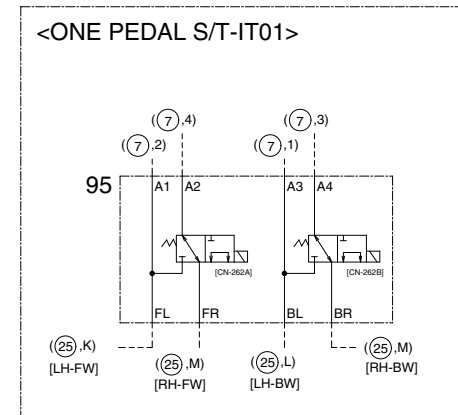 <ONE PEDAL S/T-IT01>
(7,4) (7,3)
(7,2) (7,1)
95 A1 A2 A3 A4
[CN-262A] [CN-262B]
FL FR BL BR
(25,K) (25,M) (25,L) (25,M)
[LH-FW] [RH-FW] [LH-BW] [RH-BW]